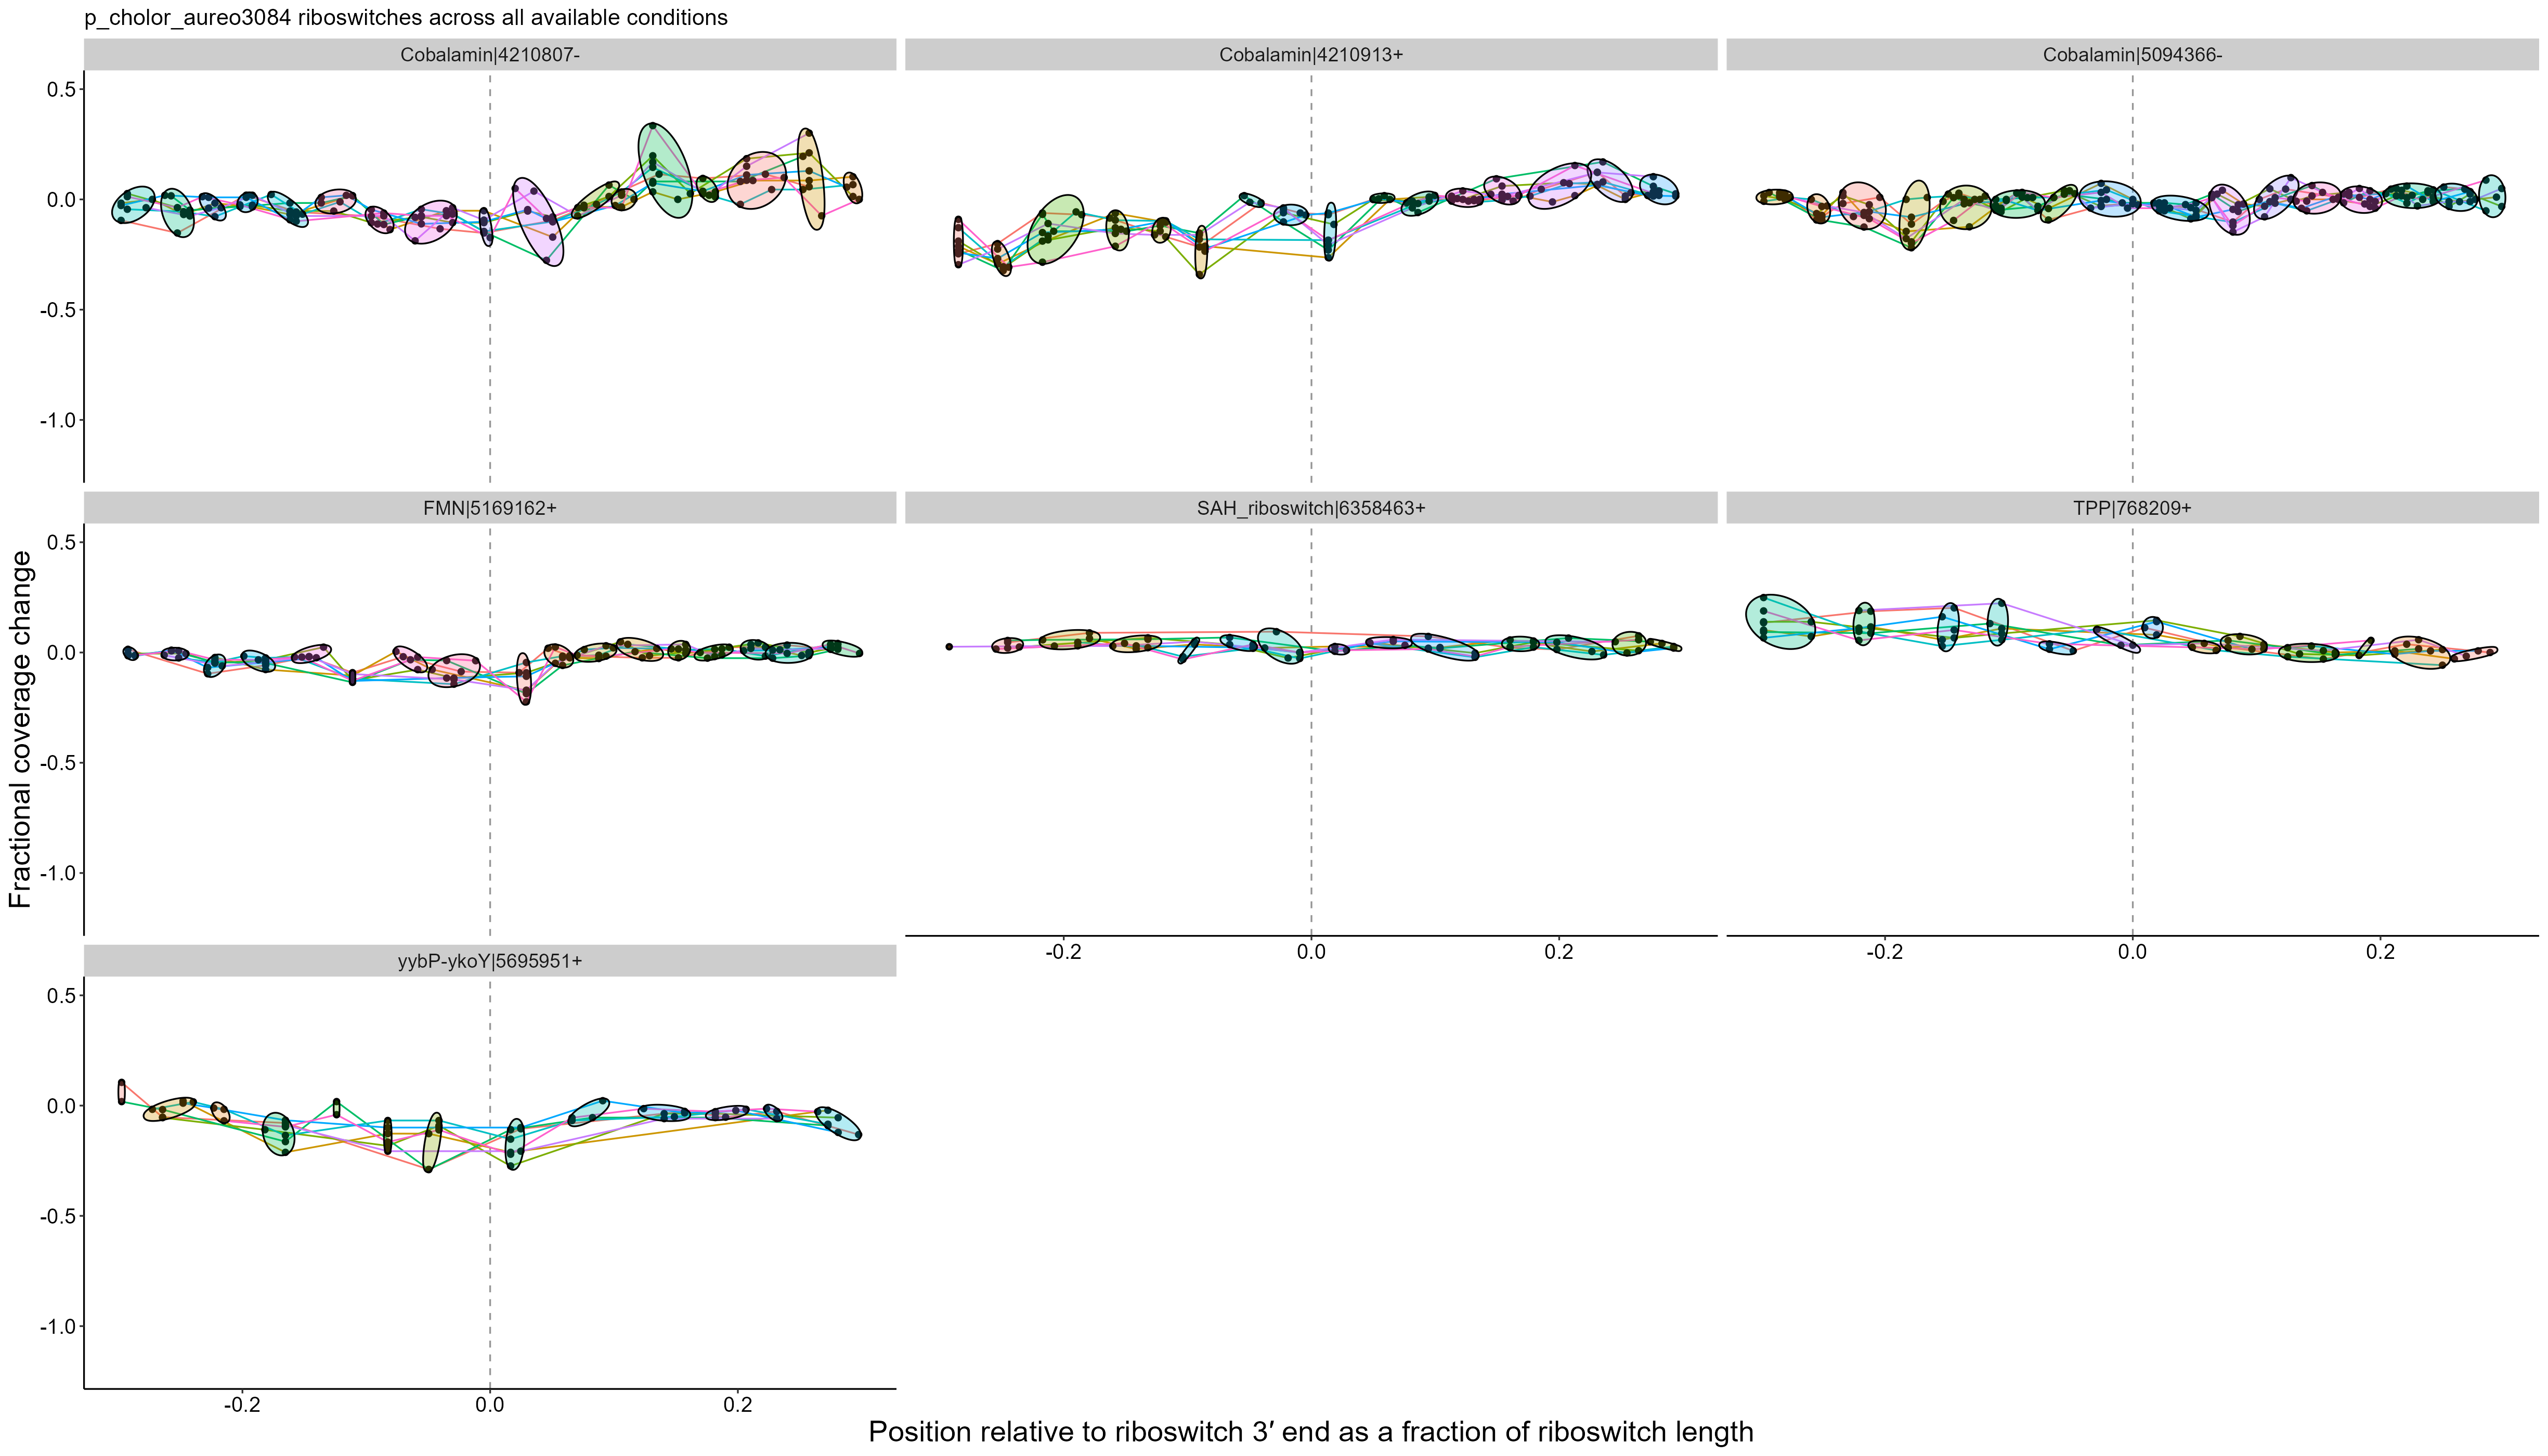 p_cholor_aureo3084 riboswitches across all available conditions
Cobalamin|4210807-
Cobalamin|4210913+
Cobalamin|5094366-
0.5
0.0
-0.5
-1.0
FMN|5169162+
SAH_riboswitch|6358463+
TPP|768209+
0.5
0.0
-0.5
-1.0
-0.2
0.0
0.2
-0.2
0.0
0.2
yybP-ykoY|5695951+
0.5
0.0
-0.5
-1.0
-0.2
0.0
0.2
Fractional coverage change
Position relative to riboswitch 3′ end as a fraction of riboswitch length